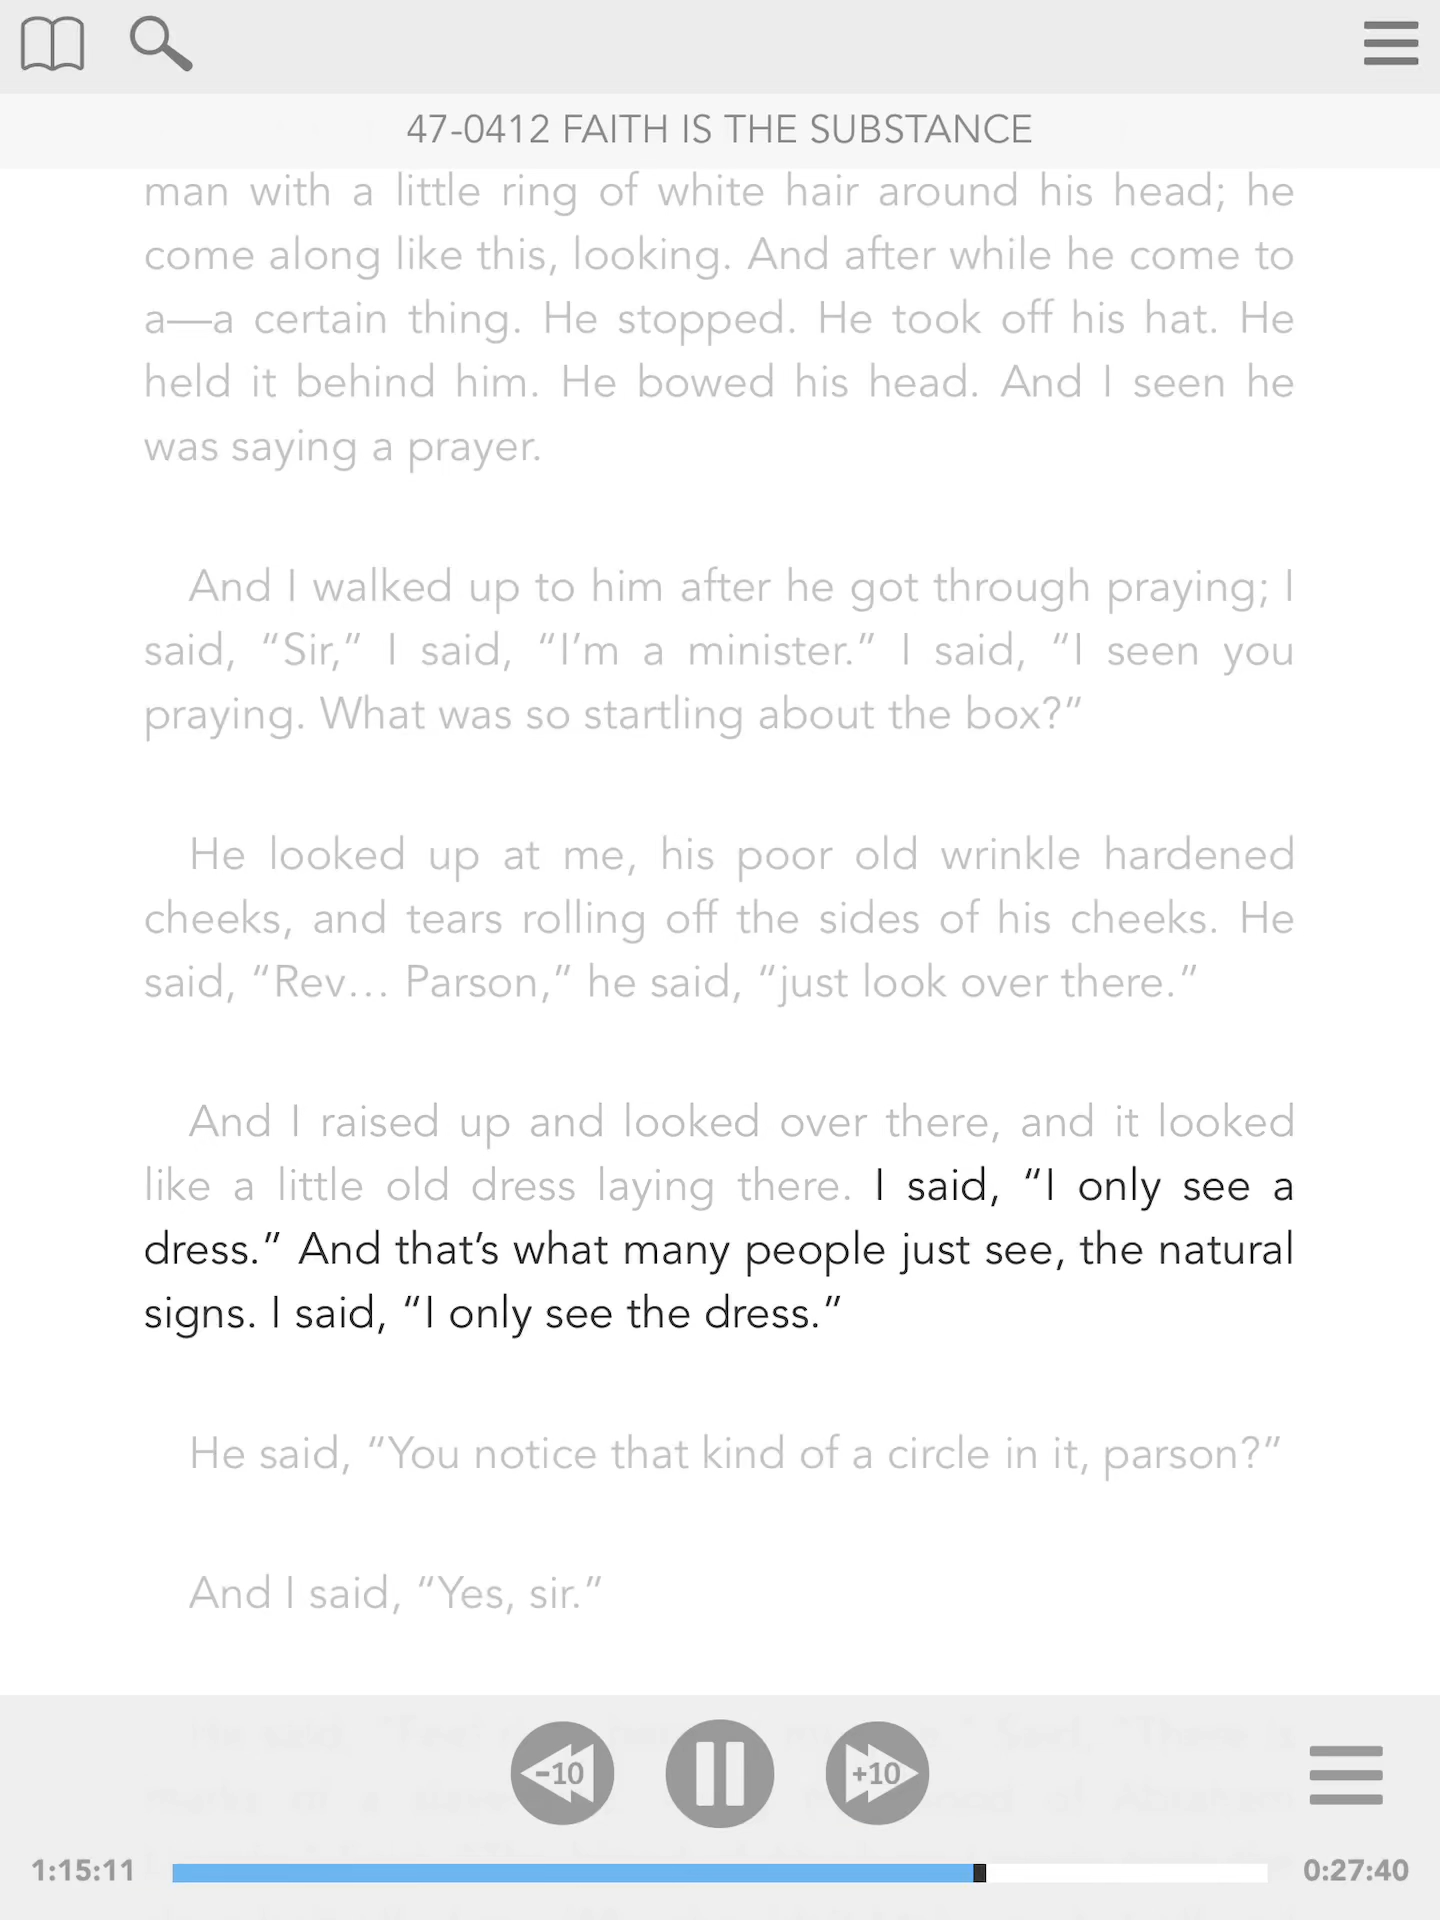 47-0412 FAITH IS THE SUBSTANCE
man with a little ring of white hair around his head; he
come along like this, looking. And after while he come to
a—a certain thing. He stopped. He took off his hat. He
held it behind him. He bowed his head. And I seen he
was saying a prayer.
And I walked up to him after he got through praying; I
said, “Sir,” I said, “I’m a minister.” I said, “I seen you
praying. What was so startling about the box?”
He looked up at me, his poor old wrinkle hardened
cheeks, and tears rolling off the sides of his cheeks. He
said, “Rev… Parson,” he said, “just look over there.”
And I raised up and looked over there, and it looked
like a little old dress laying there. I said, “I only see a
dress.” And that’s what many people just see, the natural
signs. I said, “I only see the dress.”
He said, “You notice that kind of a circle in it, parson?”
And I said, “Yes, sir.”
He said, said, “There
-10 +10
of a of Abraham
1:15:11 0:27:40